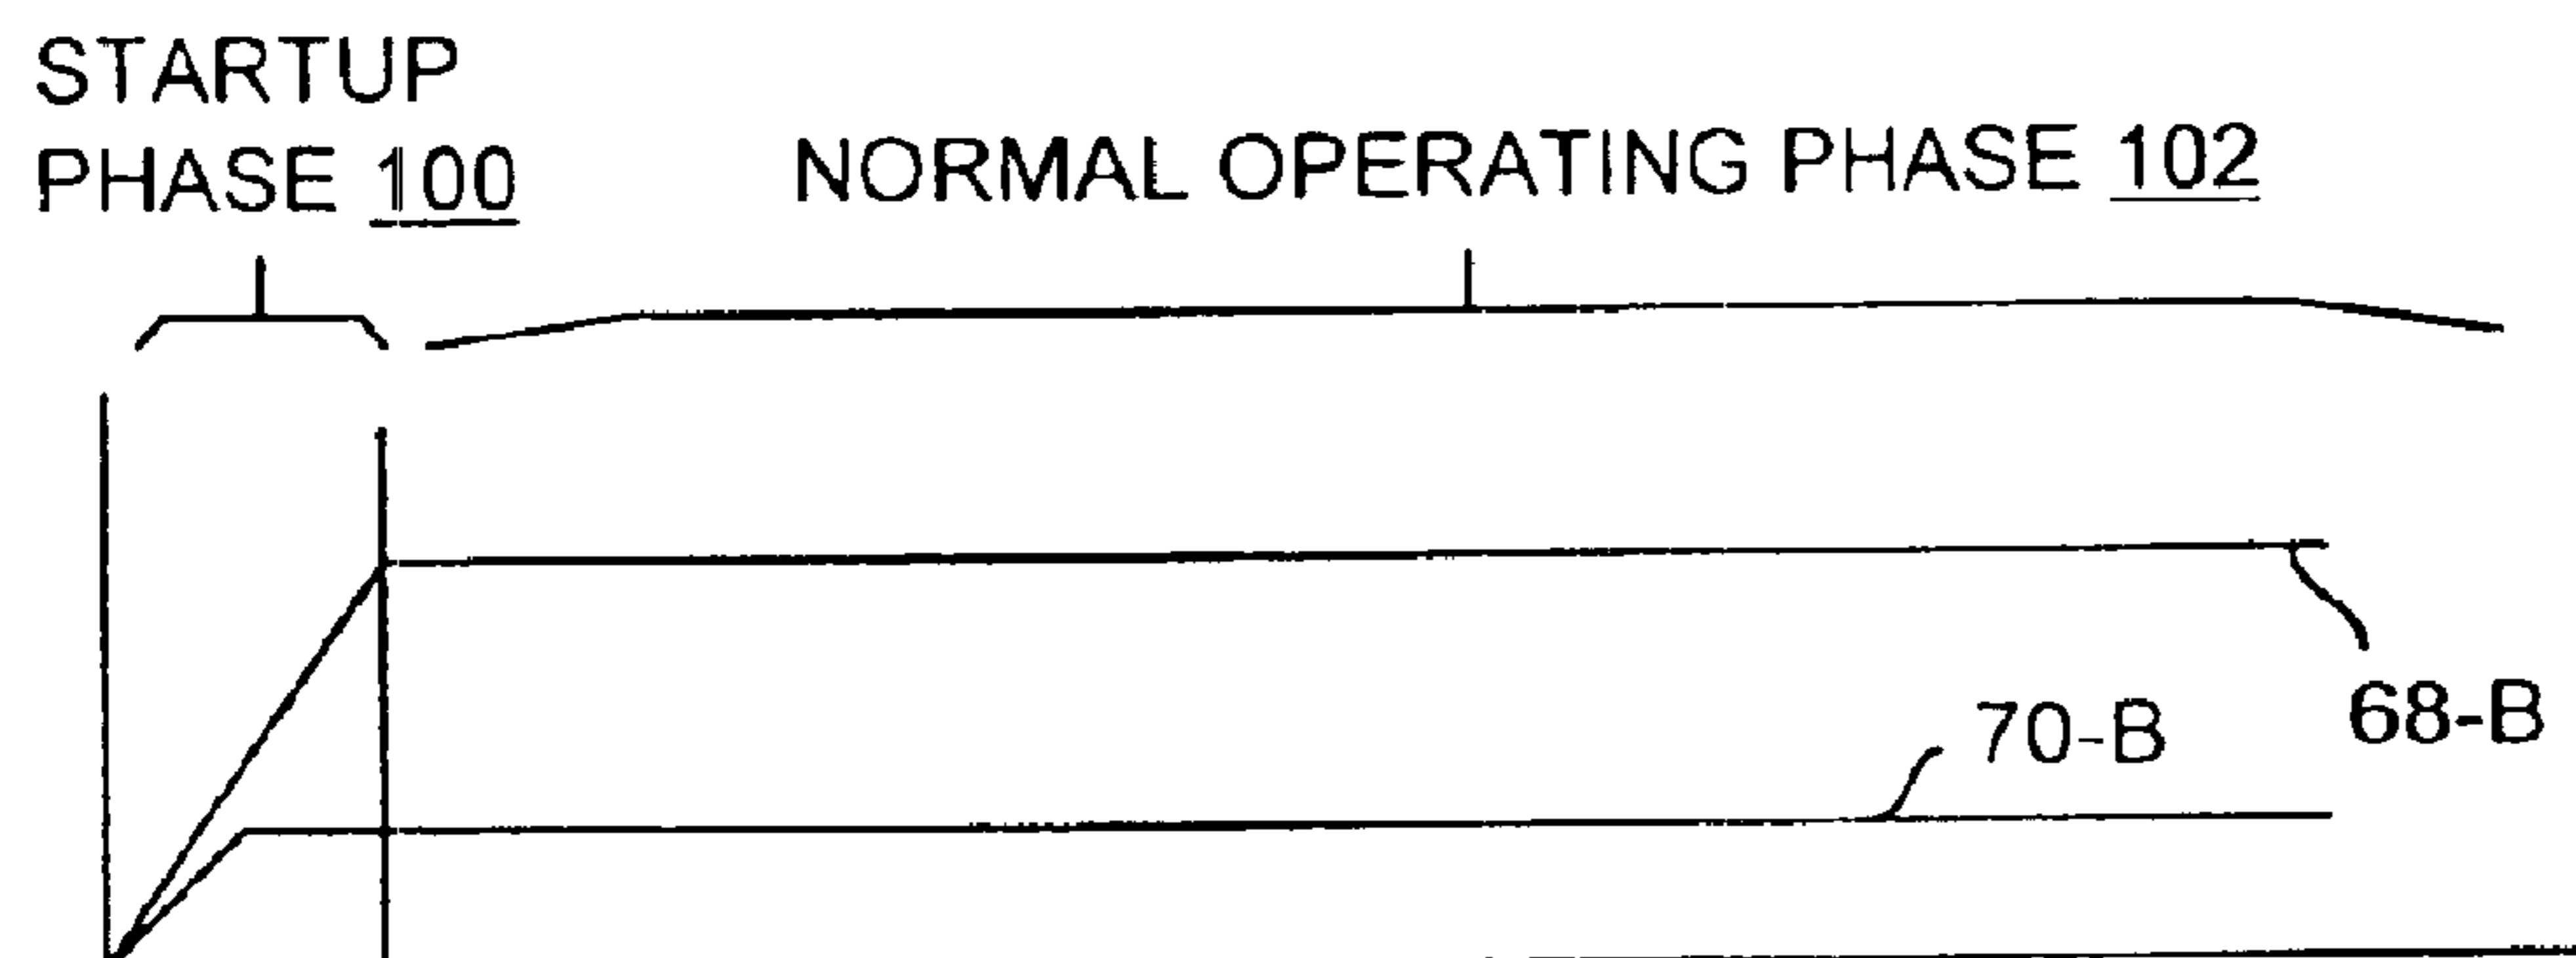 STARTUP
PHASE 100
NORMAL OPERATING PHASE 102
68-B
70-B